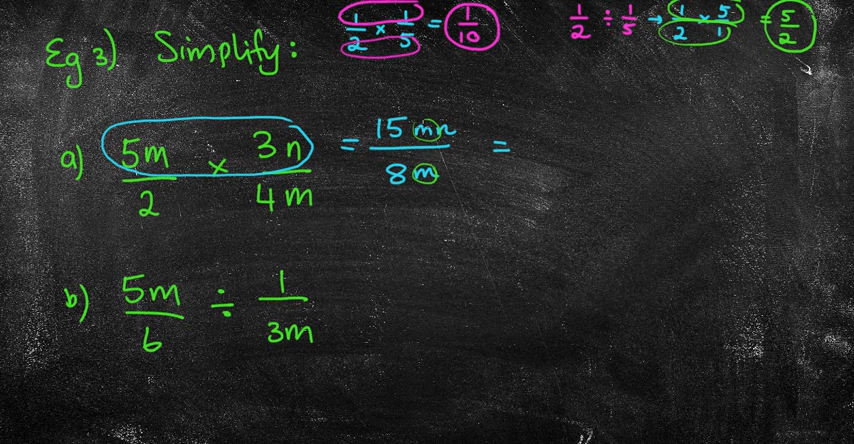 1/2 × 1/5 = 1/10
1/2 ÷ 1/5 → 1/2 × 5/1 = 5/2
Eg 3) Simplify:
a) 5m/2 × 3n/4m = 15mn/8m =
b) 5m/6 ÷ 1/3m